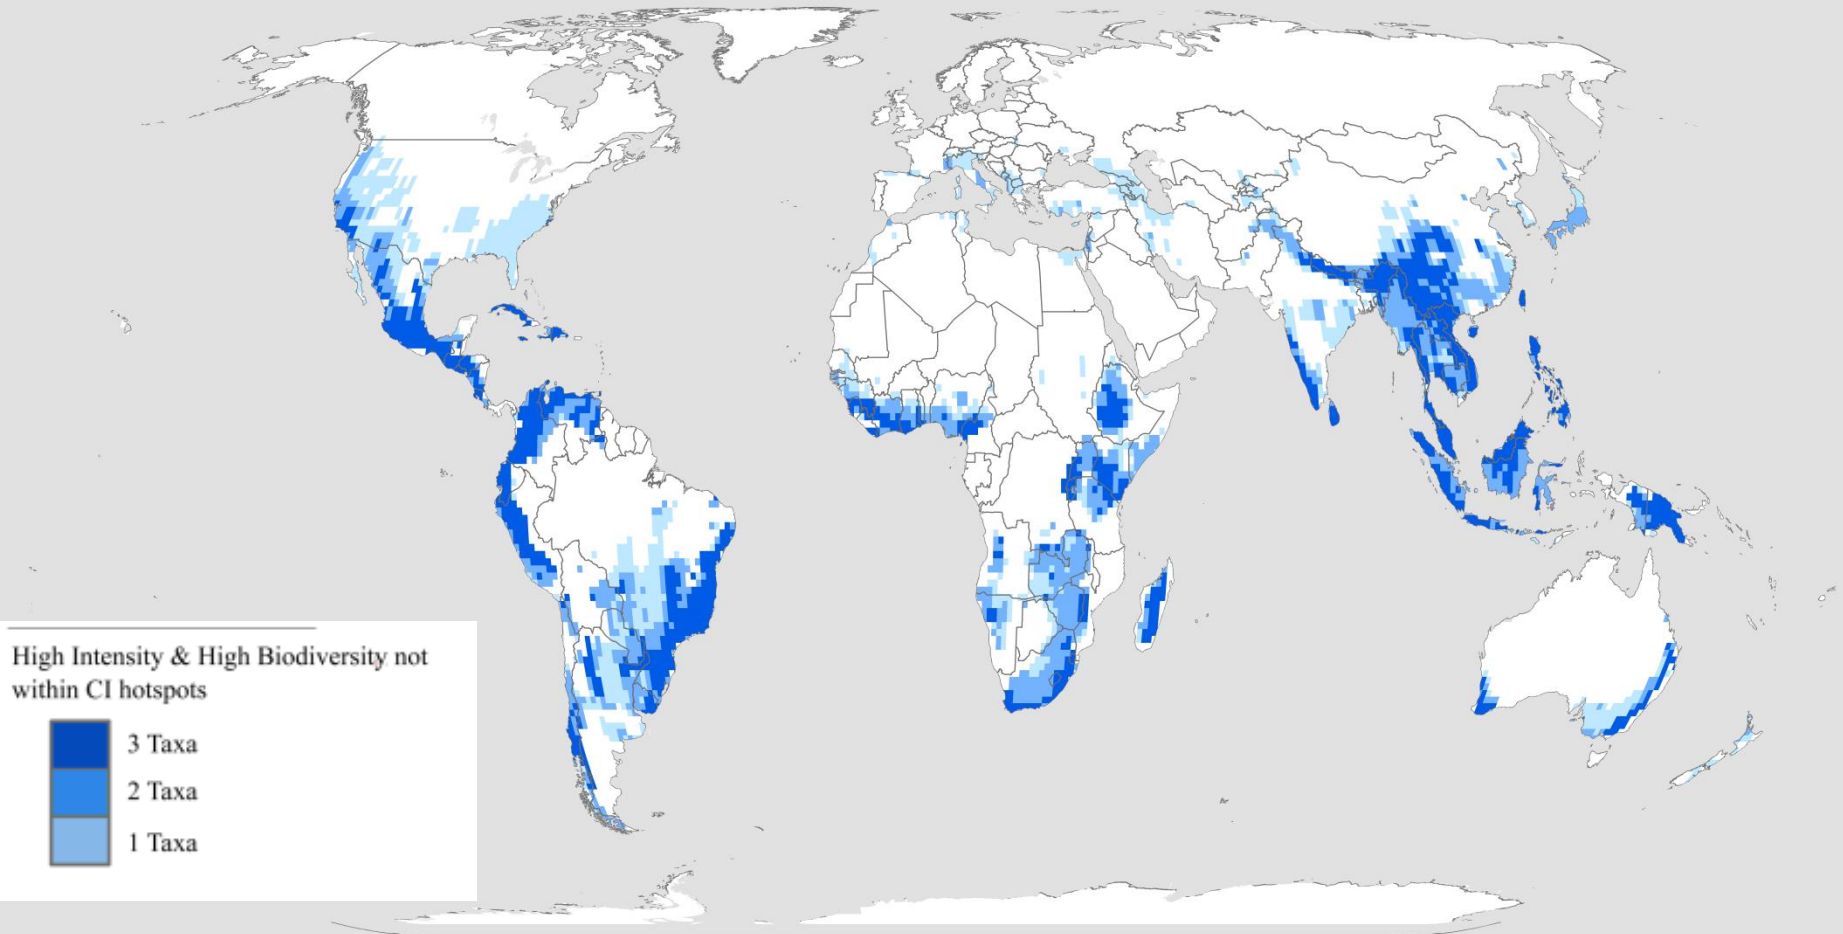 High Intensity & High Biodiversity not
within CI hotspots
3 Taxa
2 Taxa
1 Taxa